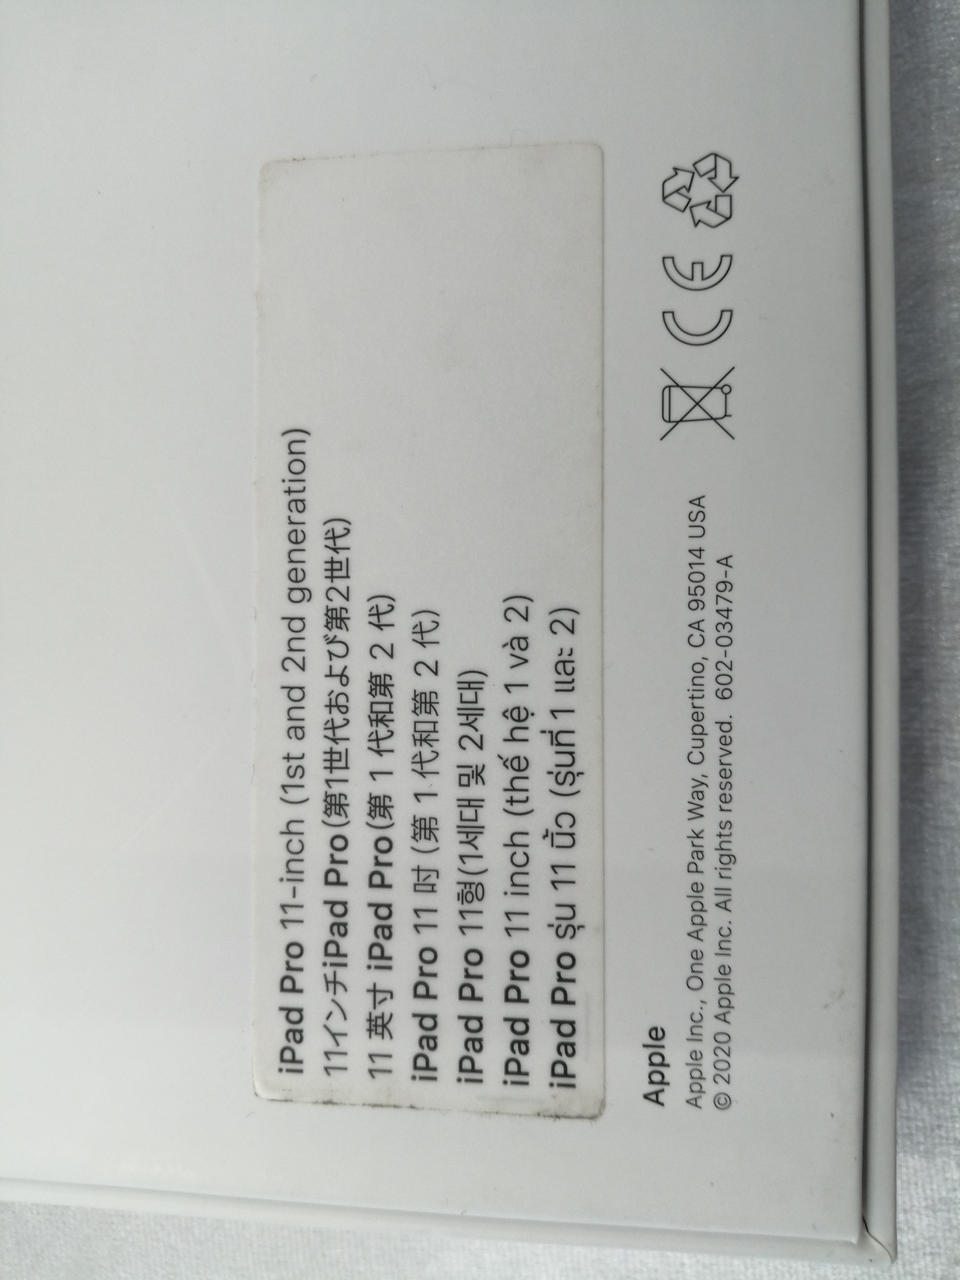 iPad Pro 11-inch (1st and 2nd generation)
11インチiPad Pro(第1世代および第2世代)
11 英寸 iPad Pro(第 1 代和第 2 代)
iPad Pro 11 吋 (第 1 代和第 2 代)
iPad Pro 11형(1세대 및 2세대)
iPad Pro 11 inch (thế hệ 1 và 2)
iPad Pro รุ่น 11 นิ้ว (รุ่นที่ 1 และ 2)
Apple
Apple Inc., One Apple Park Way, Cupertino, CA 95014 USA
© 2020 Apple Inc. All rights reserved. 602-03479-A
CE